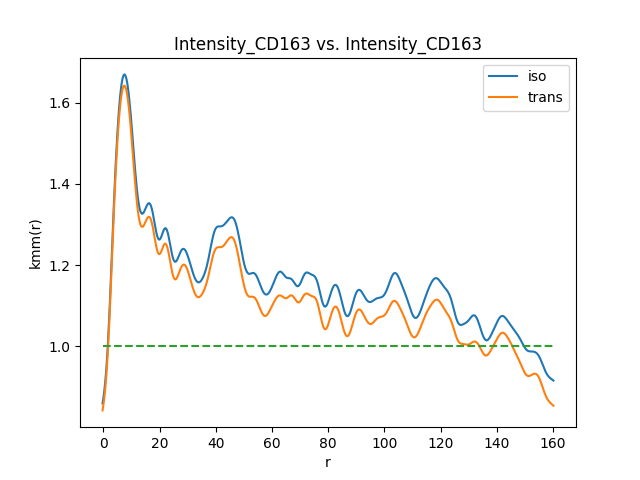 Intensity_CD163 vs. Intensity_CD163
iso
trans
kmm(r)
1.6
1.4
1.2
1.0
0 20 40 60 80 100 120 140 160
r